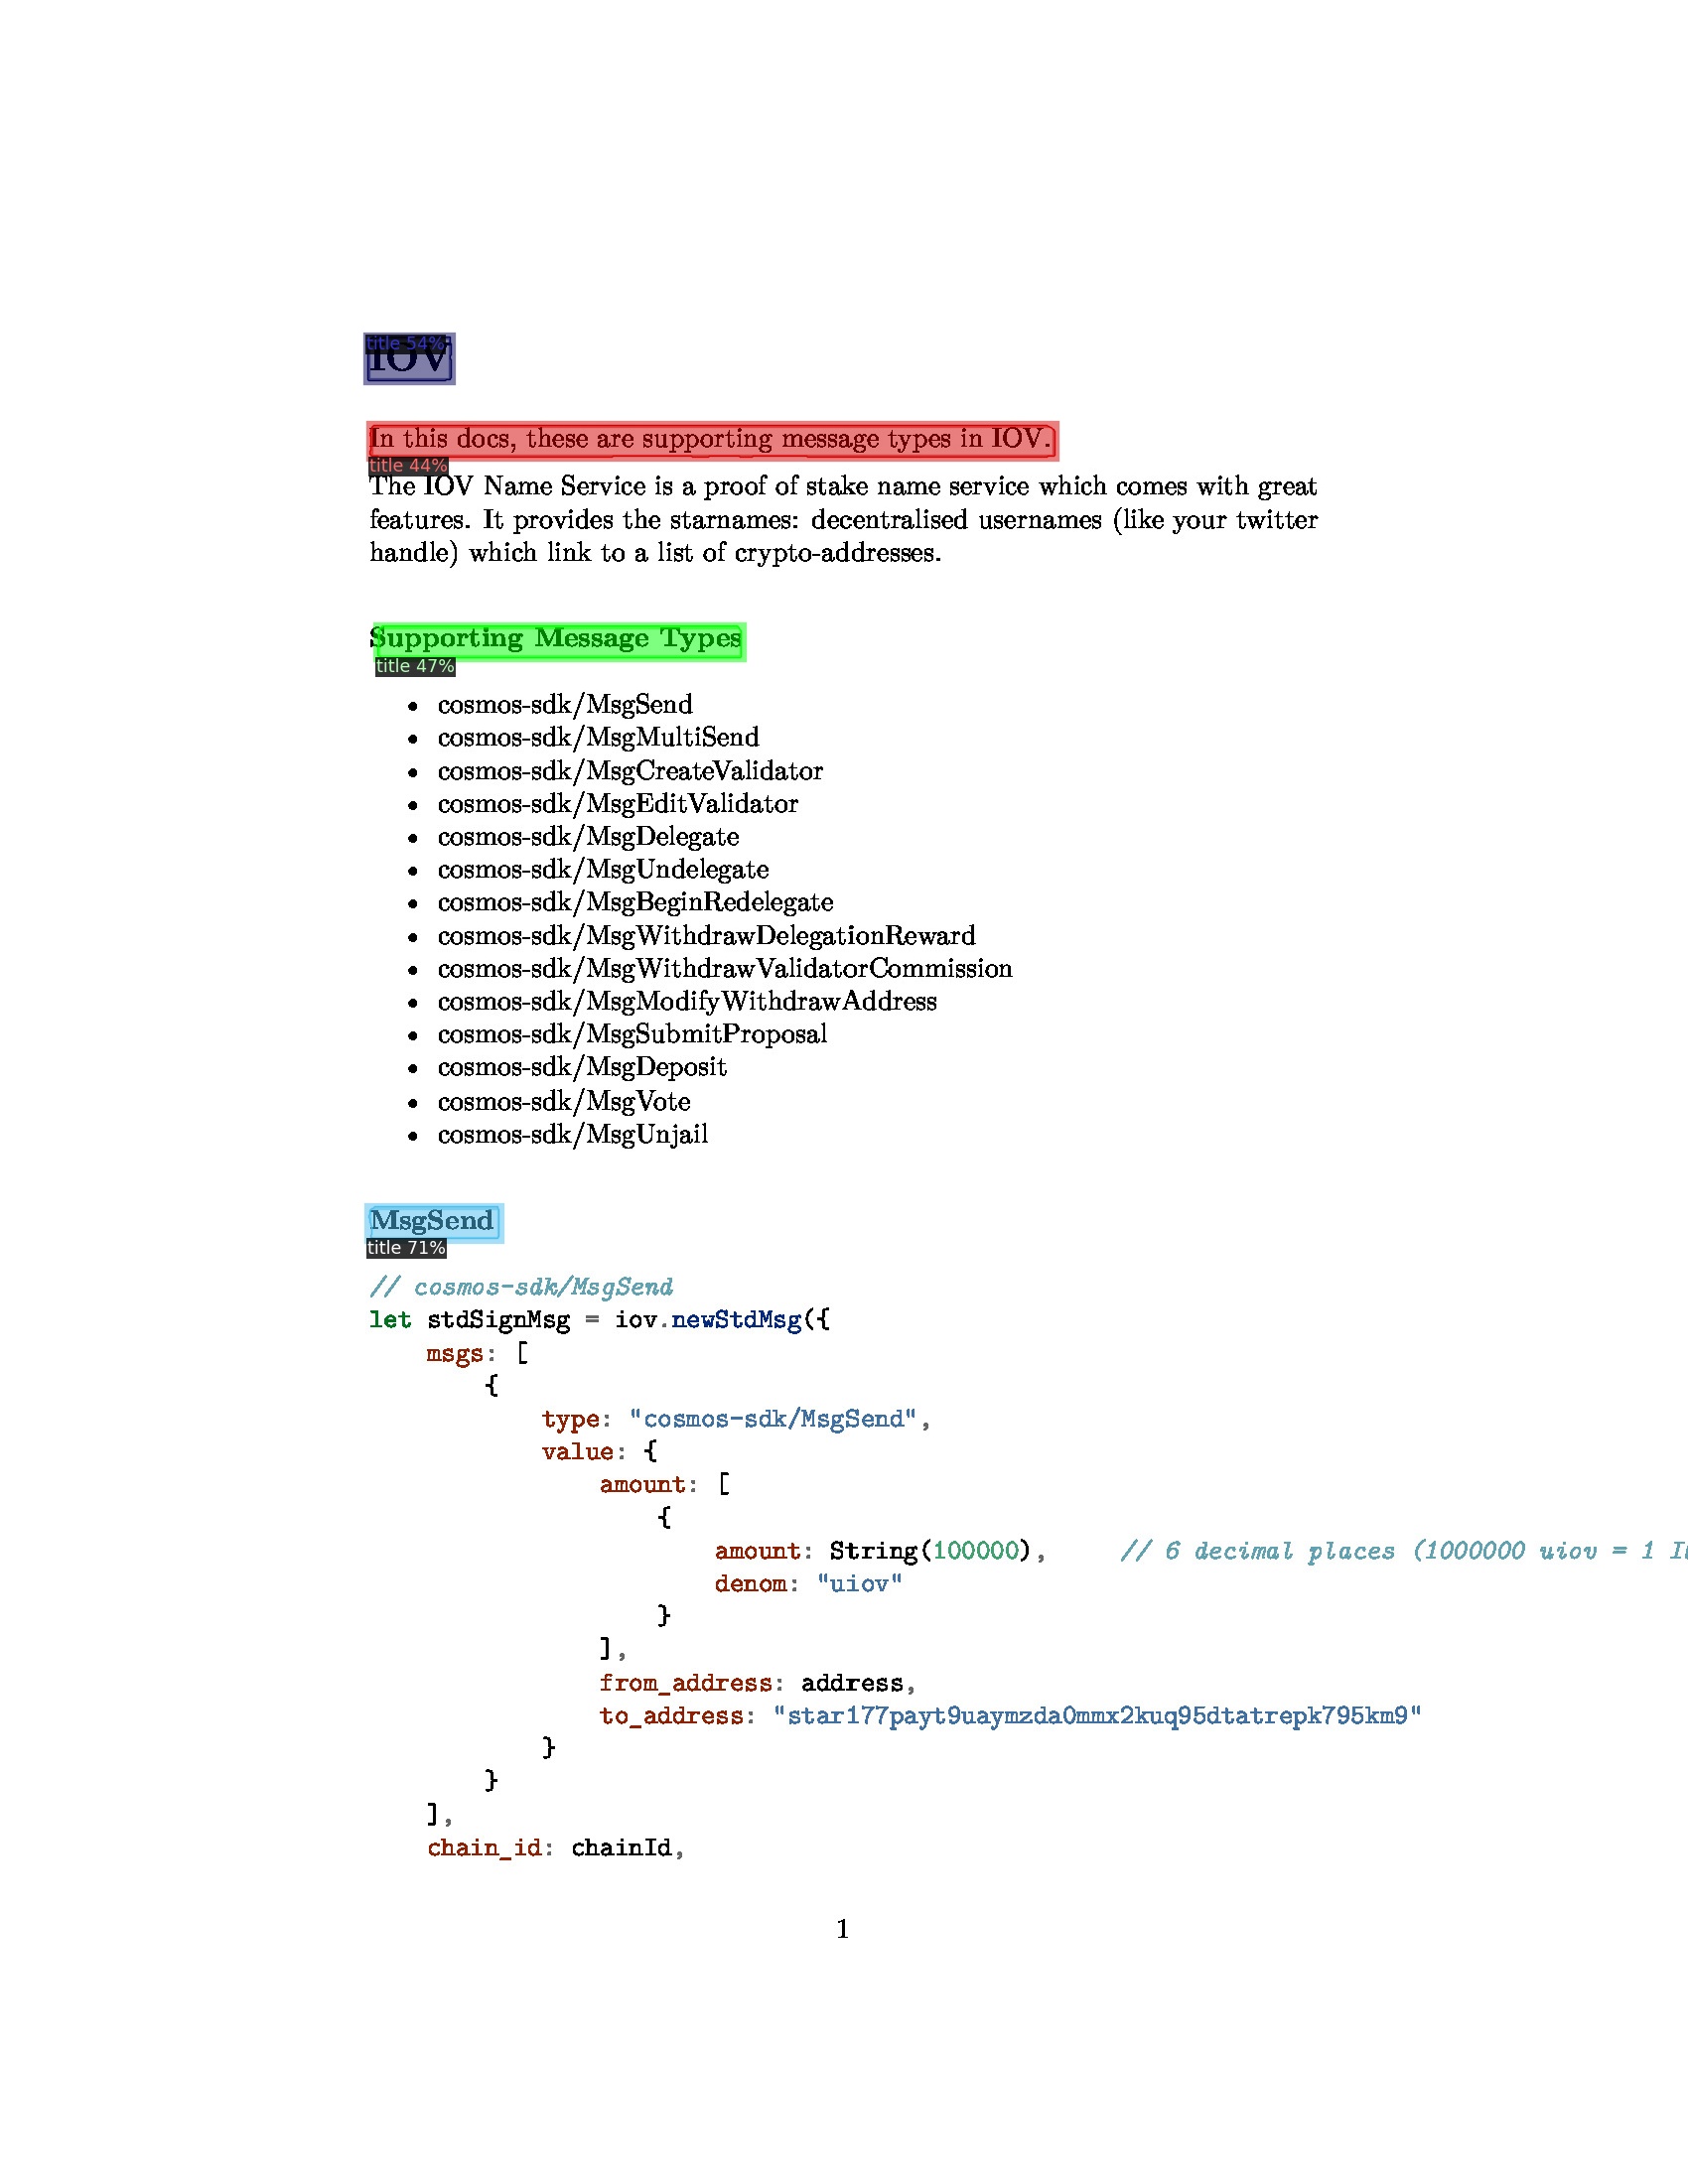 title 54%
IOV
In this docs, these are supporting message types in IOV.
title 44%
The IOV Name Service is a proof of stake name service which comes with great
features. It provides the starnames: decentralised usernames (like your twitter
handle) which link to a list of crypto-addresses.
Supporting Message Types
title 47%
• cosmos-sdk/MsgSend
• cosmos-sdk/MsgMultiSend
• cosmos-sdk/MsgCreateValidator
• cosmos-sdk/MsgEditValidator
• cosmos-sdk/MsgDelegate
• cosmos-sdk/MsgUndelegate
• cosmos-sdk/MsgBeginRedelegate
• cosmos-sdk/MsgWithdrawDelegationReward
• cosmos-sdk/MsgWithdrawValidatorCommission
• cosmos-sdk/MsgModifyWithdrawAddress
• cosmos-sdk/MsgSubmitProposal
• cosmos-sdk/MsgDeposit
• cosmos-sdk/MsgVote
• cosmos-sdk/MsgUnjail
MsgSend
title 71%
// cosmos-sdk/MsgSend
let stdSignMsg = iov.newStdMsg({
    msgs: [
        {
            type: "cosmos-sdk/MsgSend",
            value: {
                amount: [
                    {
                        amount: String(100000),     // 6 decimal places (1000000 uiov = 1
                        denom: "uiov"
                    }
                ],
                from_address: address,
                to_address: "star177payt9uaymzda0mmx2kuq95dtatrepk795km9"
            }
        }
    ],
    chain_id: chainId,
1